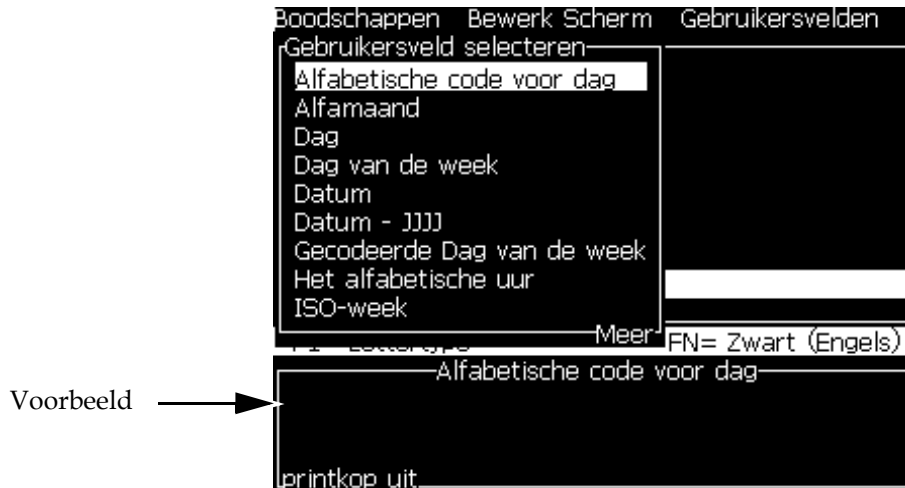 Boodschappen Bewerk Scherm Gebruikersvelden
Gebruikersveld selecteren
Alfabetische code voor dag
Alfamaand
Dag
Dag van de week
Datum
Datum - JJJJ
Gecodeerde Dag van de week
Het alfabetische uur
ISO-week
Meer
FN= Zwart (Engels)
Alfabetische code voor dag
Voorbeeld
printkop uit